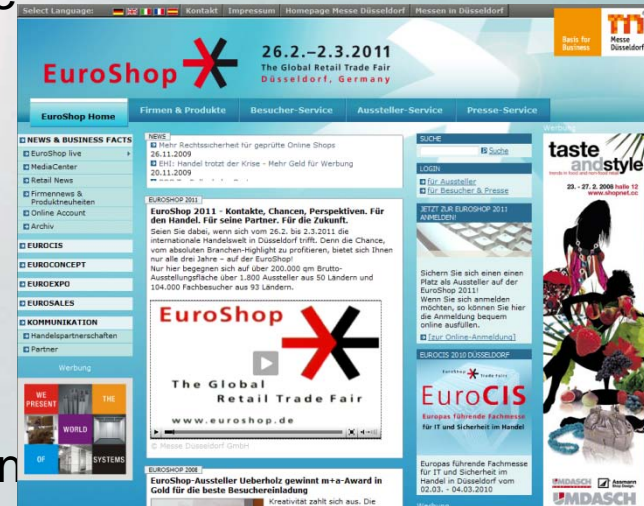 Select Language: Kontakt Impressum Homepage Messe Düsseldorf Messen in Düsseldorf
EuroShop
26.2.–2.3.2011
The Global Retail Trade Fair
Düsseldorf, Germany
Basis for
Business
Messe
Düsseldorf
EuroShop Home
Firmen & Produkte
Besucher-Service
Aussteller-Service
Presse-Service
NEWS & BUSINESS FACTS
EuroShop live
MediaCenter
Retail News
Firmennews &
Produktneuheiten
Online Account
Archiv
EUROCIS
EUROCONCEPT
EUROEXPO
EUROSALES
KOMMUNIKATION
Handelspartnerschaften
Partner
Werbung
WE
PRESENT
THE
WORLD
OF
SYSTEMS
NEWS
Mehr Rechtssicherheit für geprüfte Online Shops
26.11.2009
EHI: Handel trotzt der Krise - Mehr Geld für Werbung
20.11.2009
EUROSHOP 2011
EuroShop 2011 - Kontakte, Chancen, Perspektiven. Für
den Handel. Für seine Partner. Für die Zukunft.
Seien Sie dabei, wenn sich vom 26.2. bis 2.3.2011 die
internationale Handelswelt in Düsseldorf trifft. Denn die Chance,
vom absoluten Branchen-Highlight zu profitieren, bietet sich Ihnen
nur alle drei Jahre – auf der EuroShop!
Nur hier begegnen sich auf über 200.000 qm Brutto-
Ausstellungsfläche über 1.800 Aussteller aus 50 Ländern und
104.000 Fachbesucher aus 93 Ländern.
EuroShop
The Global
Retail Trade Fair
www.euroshop.de
© Messe Düsseldorf GmbH
EUROSHOP 2008
EuroShop-Aussteller Ueberholz gewinnt m+a-Award in
Gold für die beste Besuchereinladung
Kreativität zahlt sich aus. Die
SUCHE
Suche
LOGIN
für Aussteller
für Besucher & Presse
JETZT ZUR EUROSHOP 2011
ANMELDEN!
Sichern Sie sich einen einen
Platz als Aussteller auf der
EuroShop 2011!
Wenn Sie sich anmelden
möchten, so können Sie hier
die Anmeldung bequem
online ausfüllen.
[zur Online-Anmeldung]
EUROCIS 2010 DÜSSELDORF
EuroShop Trade Fair
EuroCIS
Europas führende Fachmesse
für IT und Sicherheit im Handel
Europas führende Fachmesse
für IT und Sicherheit im
Handel in Düsseldorf vom
02.03. - 04.03.2010
Werbung
Werbung
taste
andstyle
trends in food and non-food retail
23. - 27. 2. 2008 halle 12
www.shopnet.cc
UMDASCH
Assmann
UMDASCH